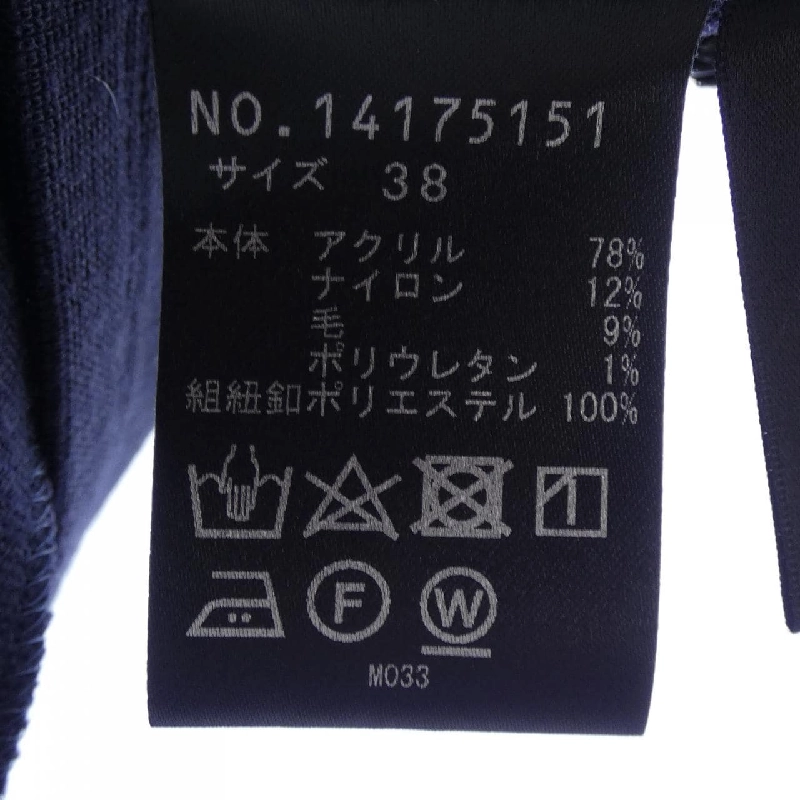 NO.14175151
サイズ 38
本体 アクリル 78%
ナイロン 12%
毛 9%
ポリウレタン 1%
組紐釦ポリエステル 100%
F W
M033